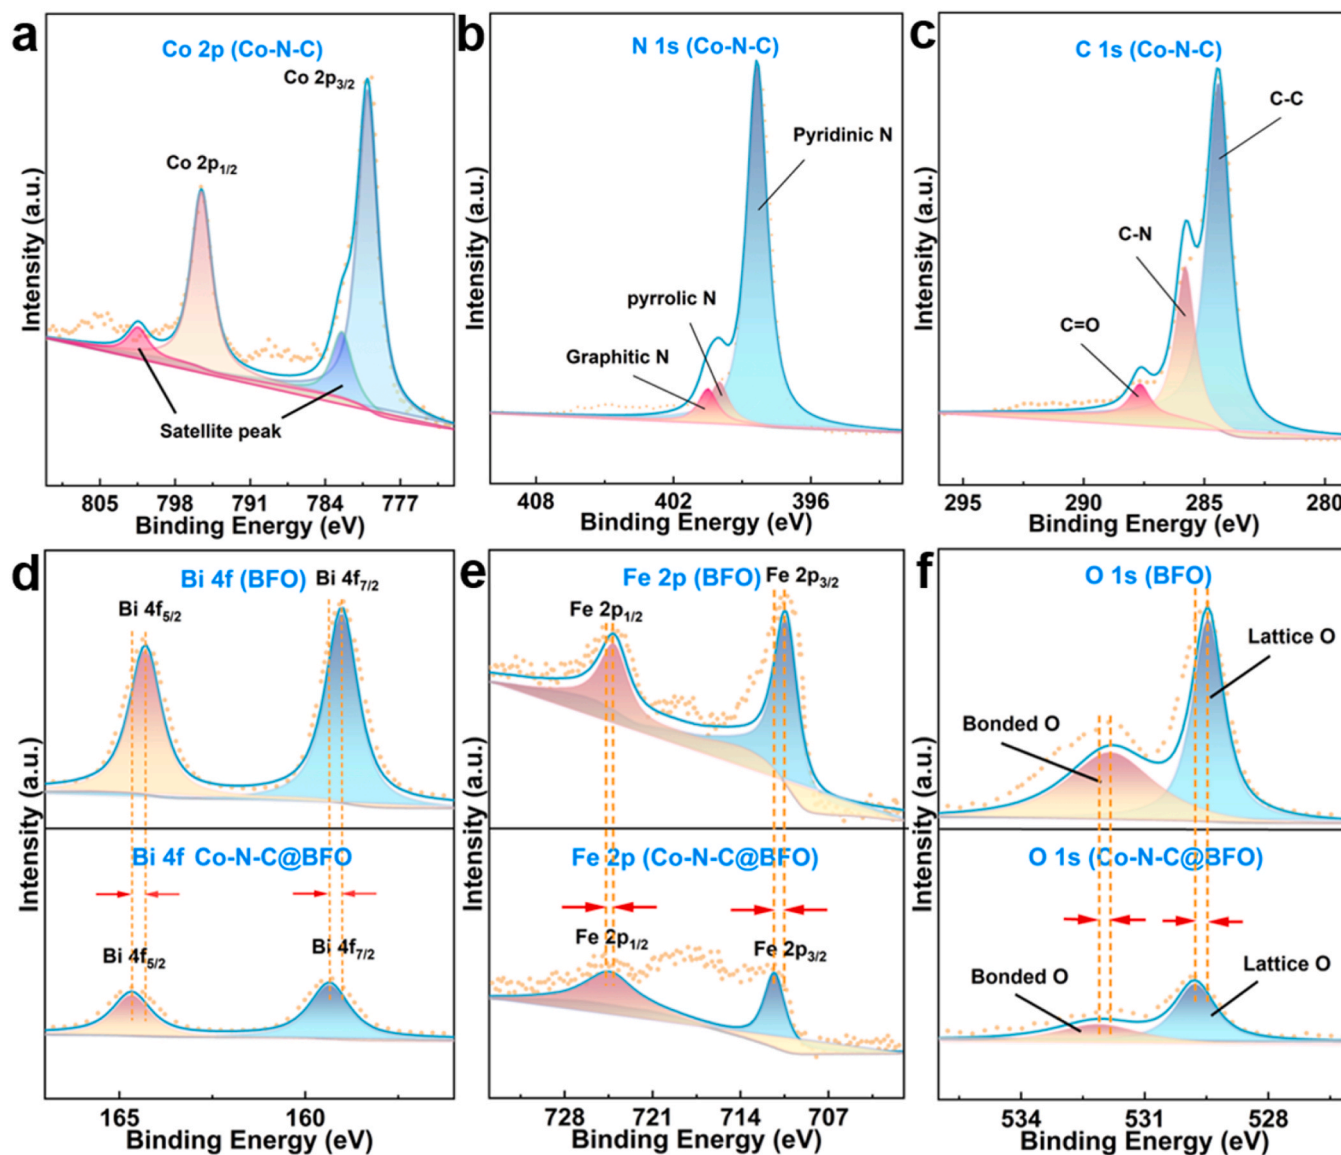 a
Co 2p (Co-N-C)
Co 2p3/2
Co 2p1/2
Satellite peak
Intensity (a.u.)
805 798 791 784 777
Binding Energy (eV)
b
N 1s (Co-N-C)
Pyridinic N
pyrrolic N
Graphitic N
Intensity (a.u.)
408 402 396
Binding Energy (eV)
c
C 1s (Co-N-C)
C-C
C-N
C=O
Intensity (a.u.)
295 290 285 280
Binding Energy (eV)
d
Bi 4f (BFO)
Bi 4f7/2
Bi 4f5/2
Bi 4f Co-N-C@BFO
Bi 4f5/2
Bi 4f7/2
Intensity (a.u.)
165 160
Binding Energy (eV)
e
Fe 2p (BFO)
Fe 2p3/2
Fe 2p1/2
Fe 2p (Co-N-C@BFO)
Fe 2p1/2
Fe 2p3/2
Intensity (a.u.)
728 721 714 707
Binding Energy (eV)
f
O 1s (BFO)
Lattice O
Bonded O
O 1s (Co-N-C@BFO)
Lattice O
Bonded O
Intensity (a.u.)
534 531 528
Binding Energy (eV)